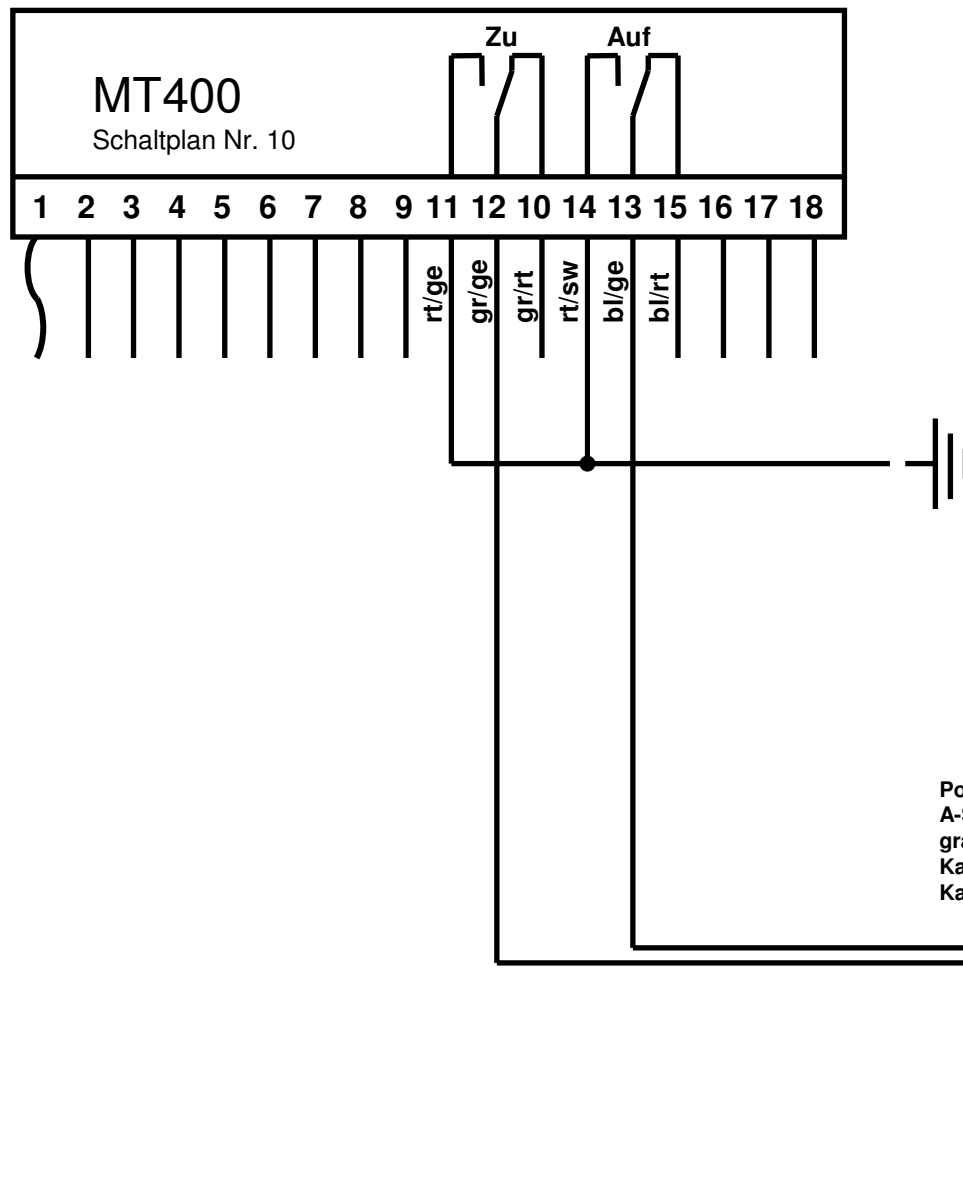 Zu Auf
MT400
Schaltplan Nr. 10
1 2 3 4 5 6 7 8 9 11 12 10 14 13 15 16 17 18
rt/ge gr/ge gr/rt rt/sw bl/ge bl/rt